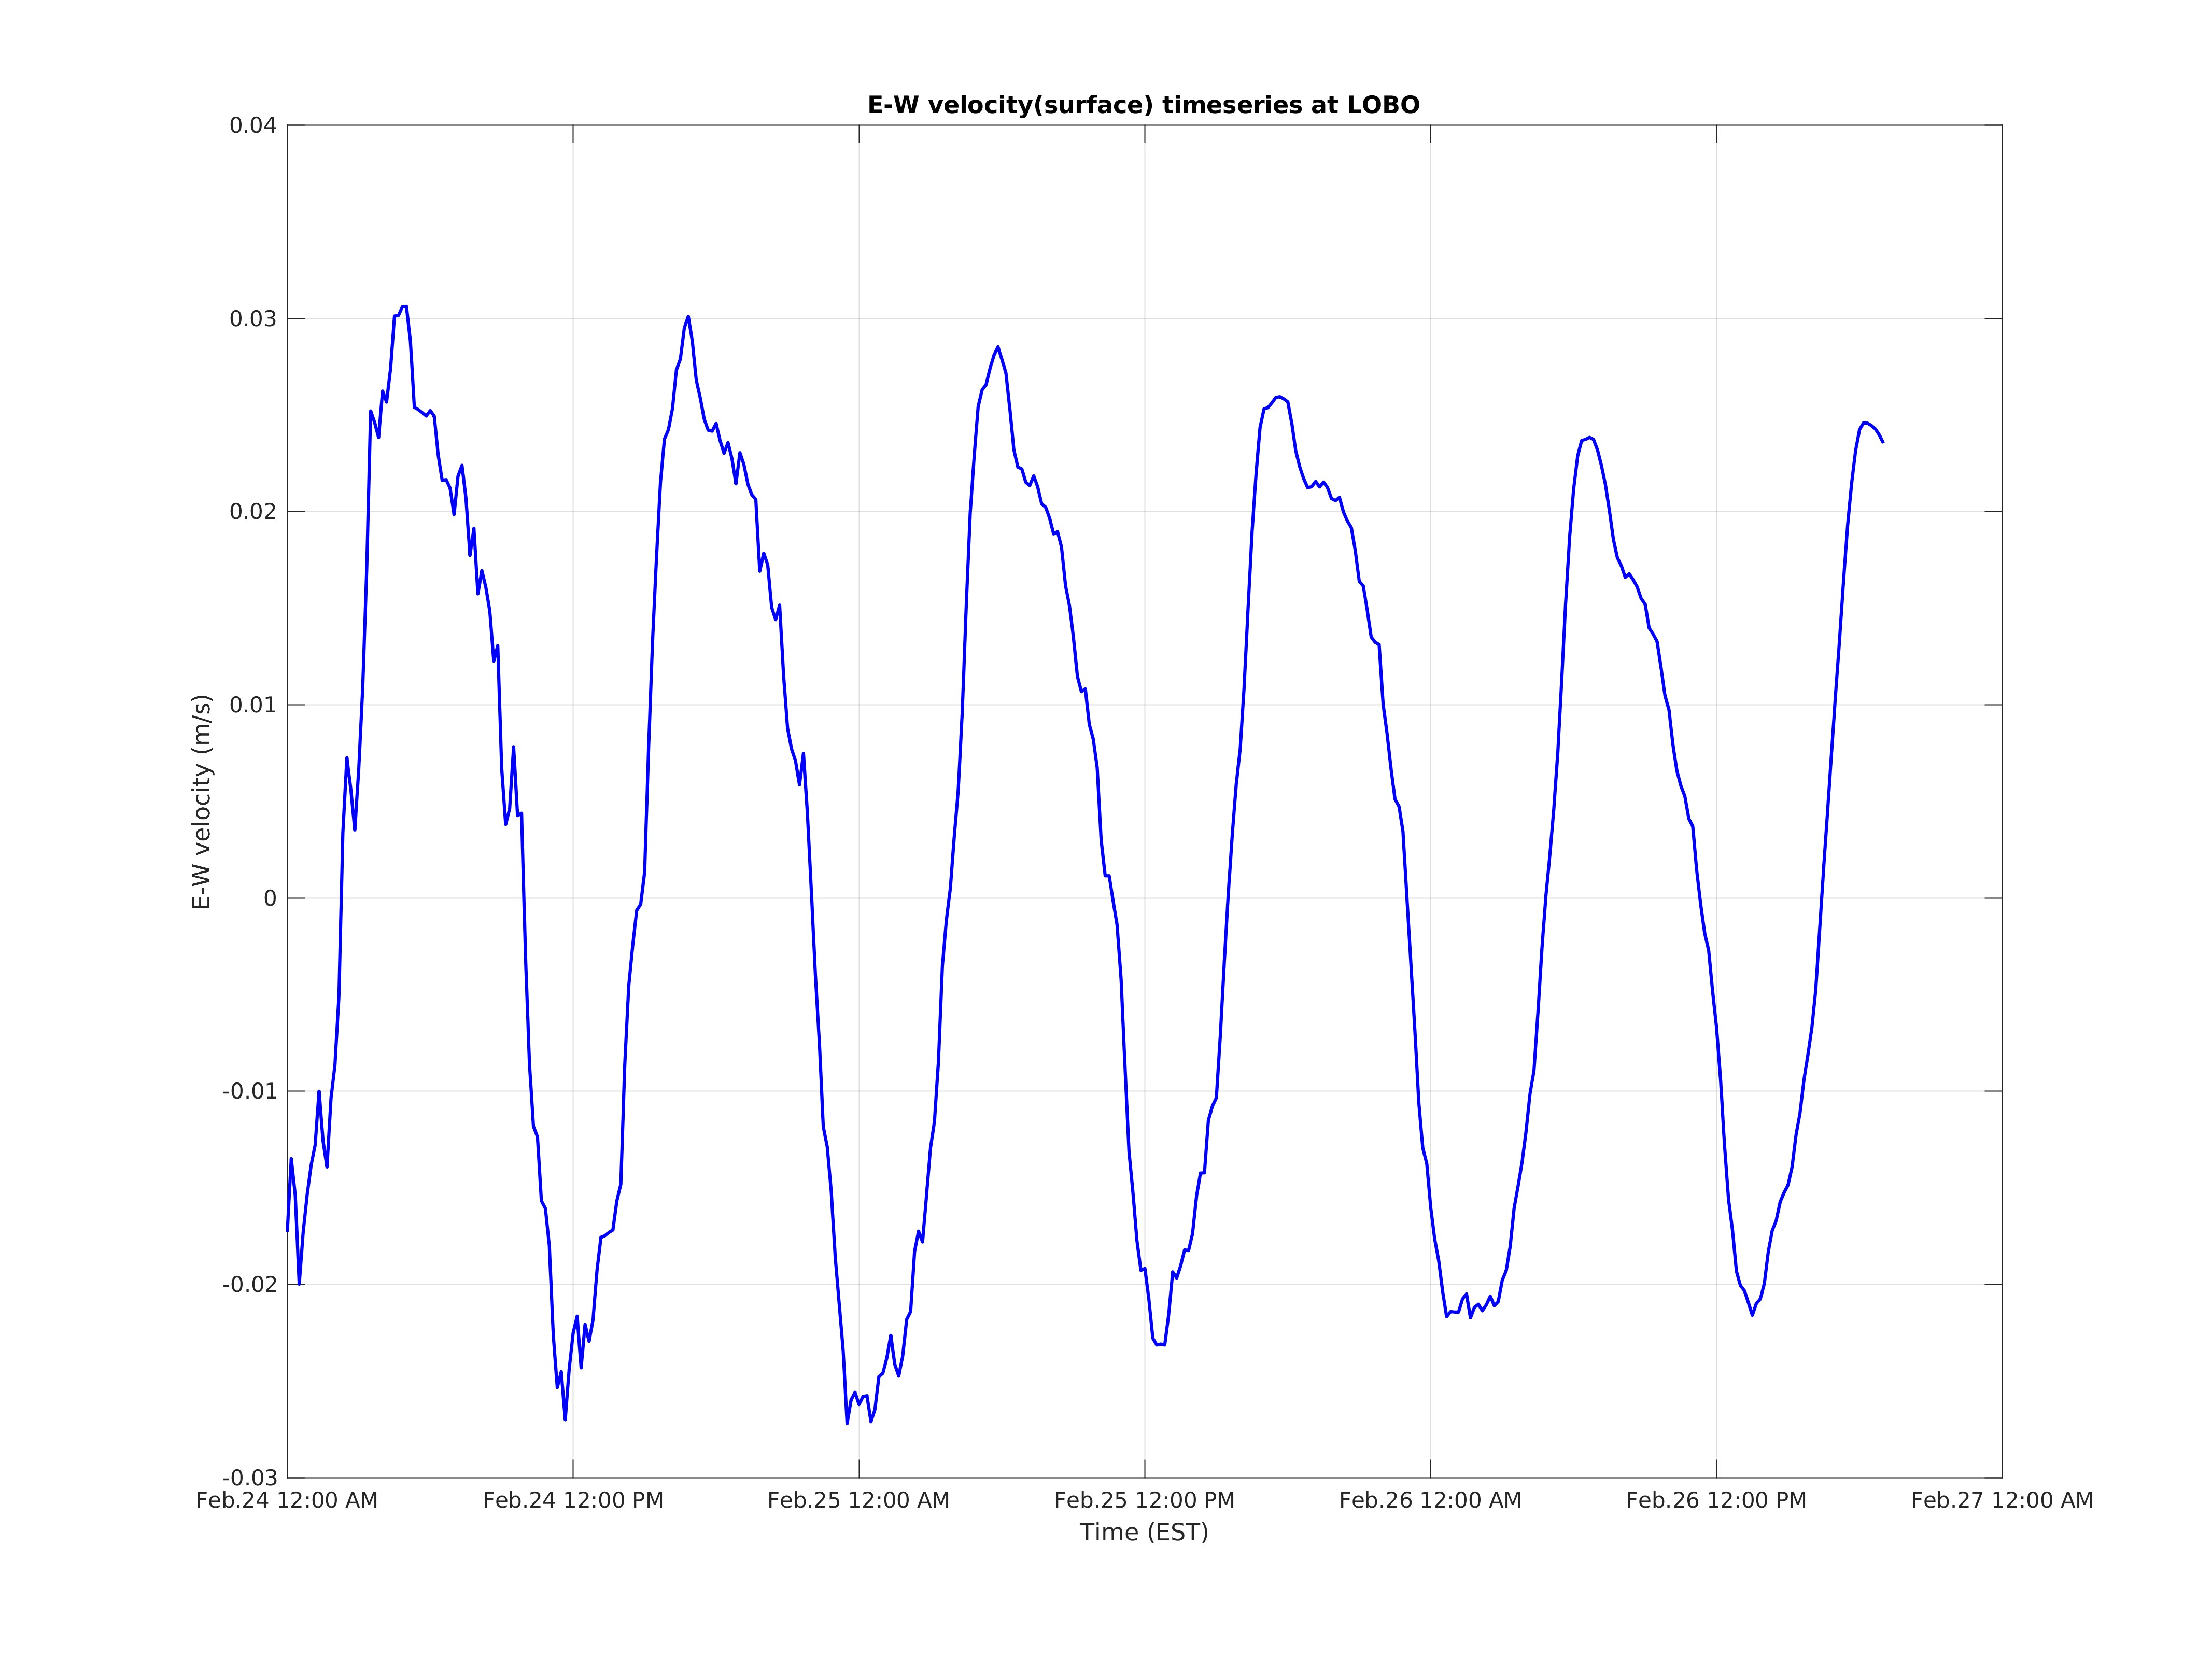 E-W velocity(surface) timeseries at LOBO
0.04
0.03
0.02
0.01
0
-0.01
-0.02
-0.03
E-W velocity (m/s)
Feb.24 12:00 AM Feb.24 12:00 PM Feb.25 12:00 AM Feb.25 12:00 PM Feb.26 12:00 AM Feb.26 12:00 PM Feb.27 12:00 AM
Time (EST)